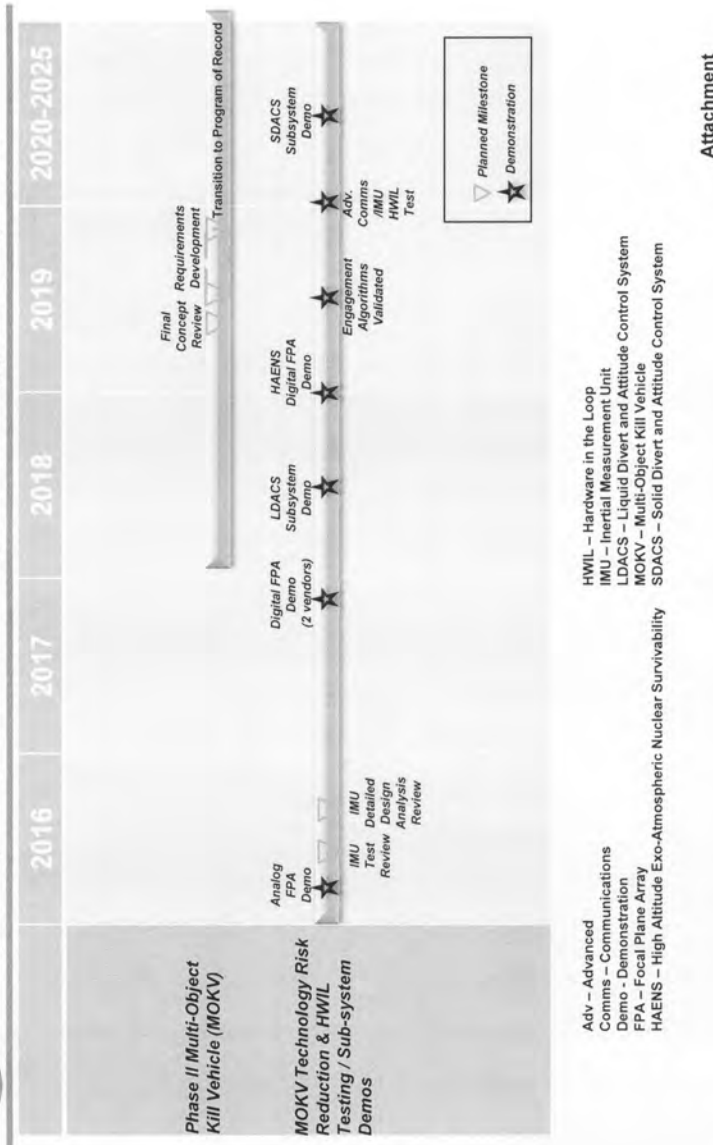 2016
2017
2018
2019
2020-2025
Phase II Multi-Object
Kill Vehicle (MOKV)
Final
Concept
Review
Requirements
Development
Transition to Program of Record
MOKV Technology Risk
Reduction & HWIL
Testing / Sub-system
Demos
Analog
FPA
Demo
IMU
Test
Review
IMU
Detailed
Design
Analysis
Review
Digital FPA
Demo
(2 vendors)
LDACS
Subsystem
Demo
HAENS
Digital FPA
Demo
Engagement
Algorithms
Validated
Adv.
Comms
/IMU
HWIL
Test
SDACS
Subsystem
Demo
Planned Milestone
Demonstration
Adv – Advanced
Comms – Communications
Demo - Demonstration
FPA – Focal Plane Array
HAENS – High Altitude Exo-Atmospheric Nuclear Survivability
HWIL – Hardware in the Loop
IMU – Inertial Measurement Unit
LDACS – Liquid Divert and Attitude Control System
MOKV – Multi-Object Kill Vehicle
SDACS – Solid Divert and Attitude Control System
Attachment